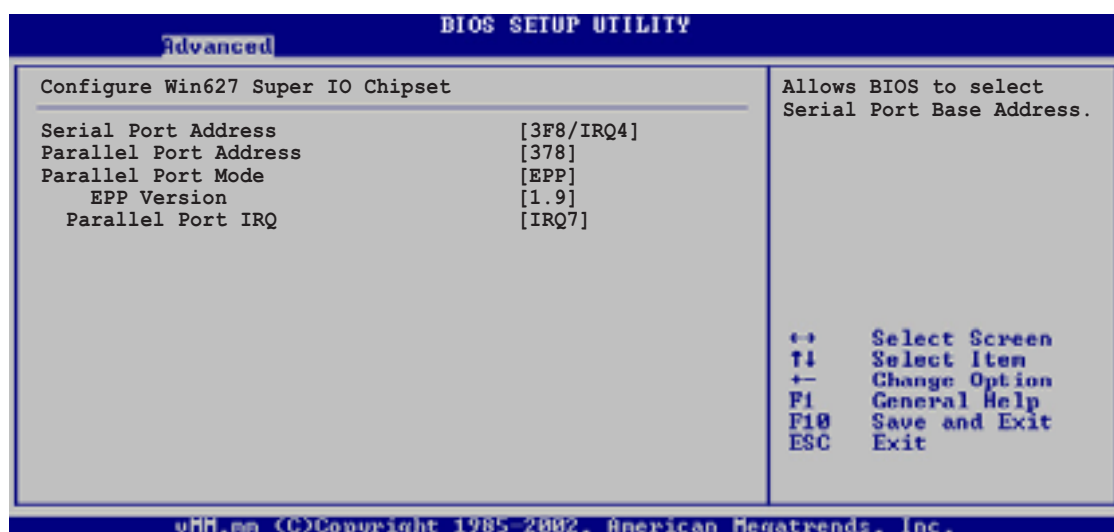 BIOS SETUP UTILITY
Advanced
Configure Win627 Super IO Chipset
Serial Port Address [3F8/IRQ4]
Parallel Port Address [378]
Parallel Port Mode [EPP]
EPP Version [1.9]
Parallel Port IRQ [IRQ7]
Allows BIOS to select
Serial Port Base Address.
←→ Select Screen
↑↓ Select Item
+- Change Option
F1 General Help
F10 Save and Exit
ESC Exit
vMM.mm (C)Copyright 1985-2002, American Megatrends, Inc.